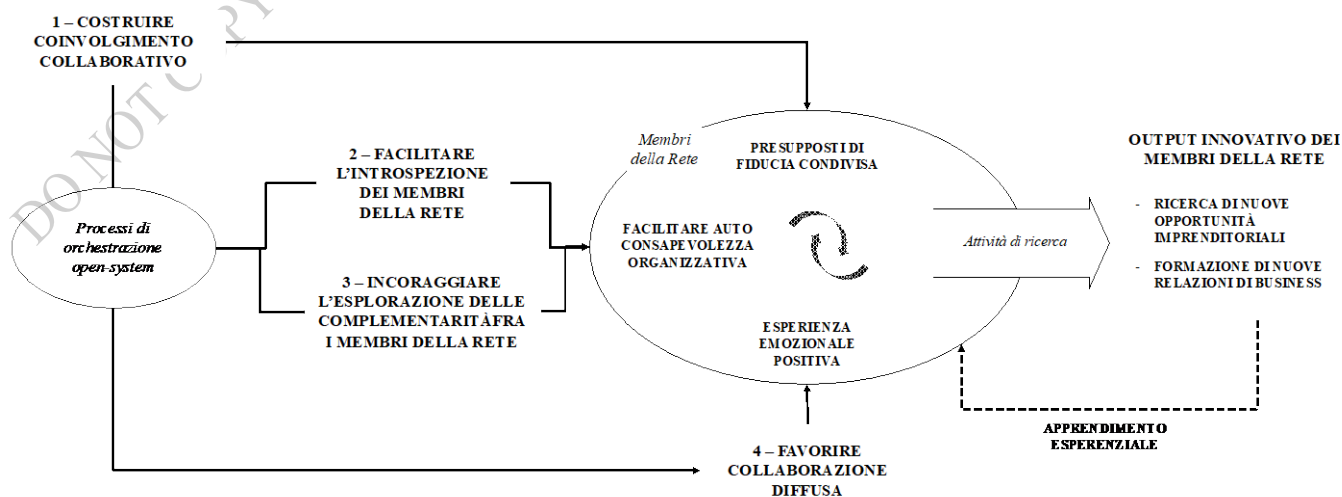 DO NOT C PY
1 – COSTRUIRE
COINVOLGIMENTO
COLLABORATIVO
Processi di
orchestrazione
open-system
2 – FACILITARE
L'INTROSPEZIONE
DEI MEMBRI
DELLA RETE
3 – INCORAGGIARE
L'ESPLORAZIONE DELLE
COMPLEMENTARITÀFRA
I MEMBRI DELLA RETE
Membri
della Rete
PRESUPPOSTI DI
FIDUCIA CONDIVISA
FACILITARE AUTO
CONSAPEVOLEZZA
ORGANIZZATIVA
ESPERIENZA
EMOZIONALE
POSITIVA
4 – FAVORIRE
COLLABORAZIONE
DIFFUSA
Attività di ricerca
OUTPUT INNOVATIVO DEI
MEMBRI DELLA RETE
- RICERCA DI NUOVE
OPPORTUNITÀ
IMPRENDITORIALI
- FORMAZIONE DI NUOVE
RELAZIONI DI BUSINESS
APPRENDIMENTO
ESPERENZIALE